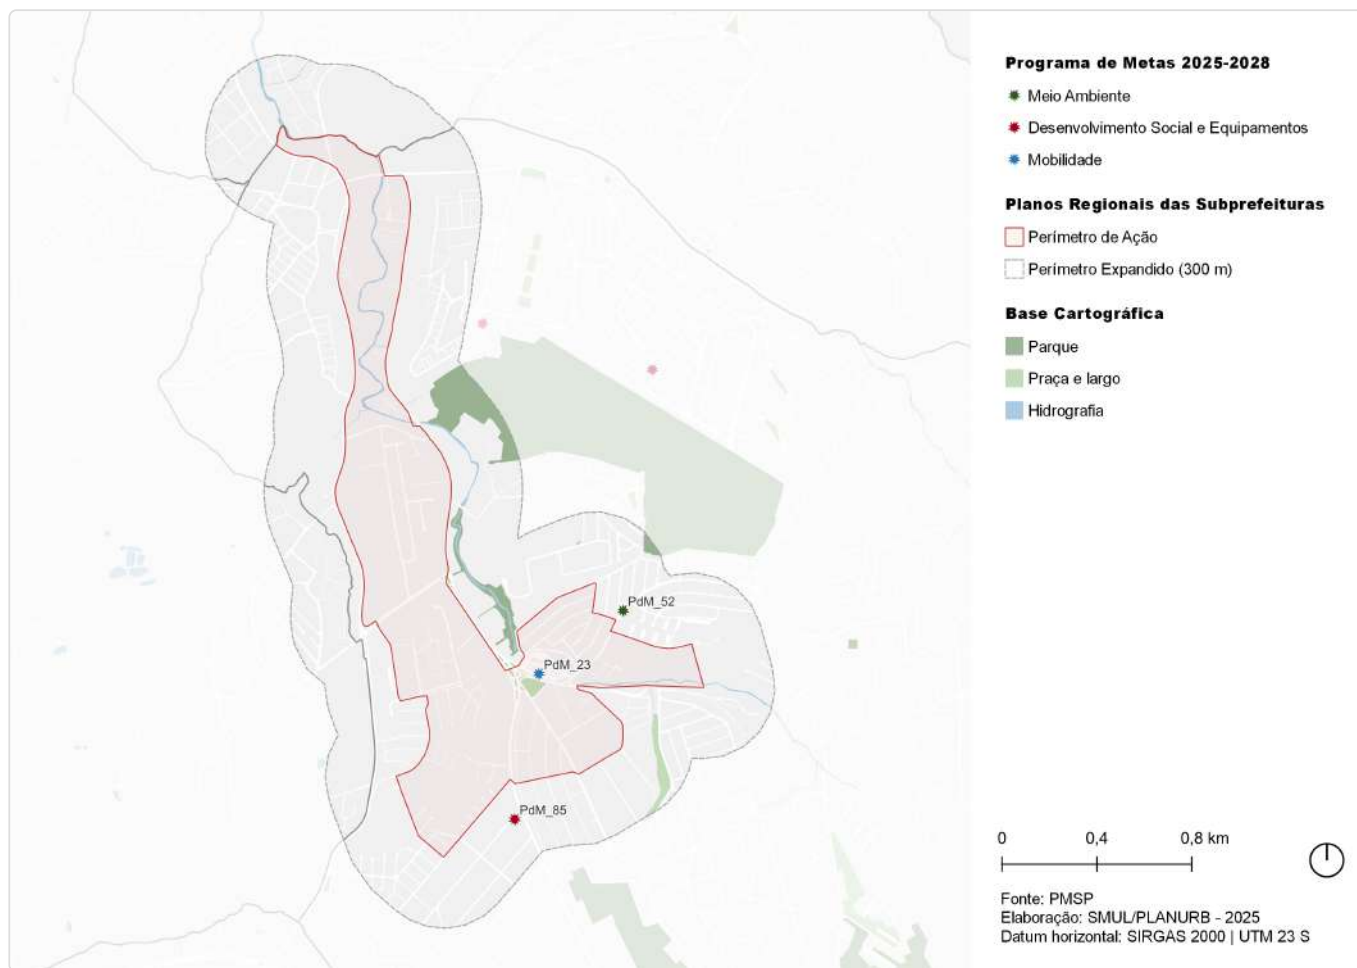 Programa de Metas 2025-2028
Meio Ambiente
Desenvolvimento Social e Equipamentos
Mobilidade
Planos Regionais das Subprefeituras
Perímetro de Ação
Perímetro Expandido (300 m)
Base Cartográfica
Parque
Praça e largo
Hidrografia
PdM_52
PdM_23
PdM_85
0 0,4 0,8 km
Fonte: PMSP
Elaboração: SMUL/PLANURB - 2025
Datum horizontal: SIRGAS 2000 | UTM 23 S